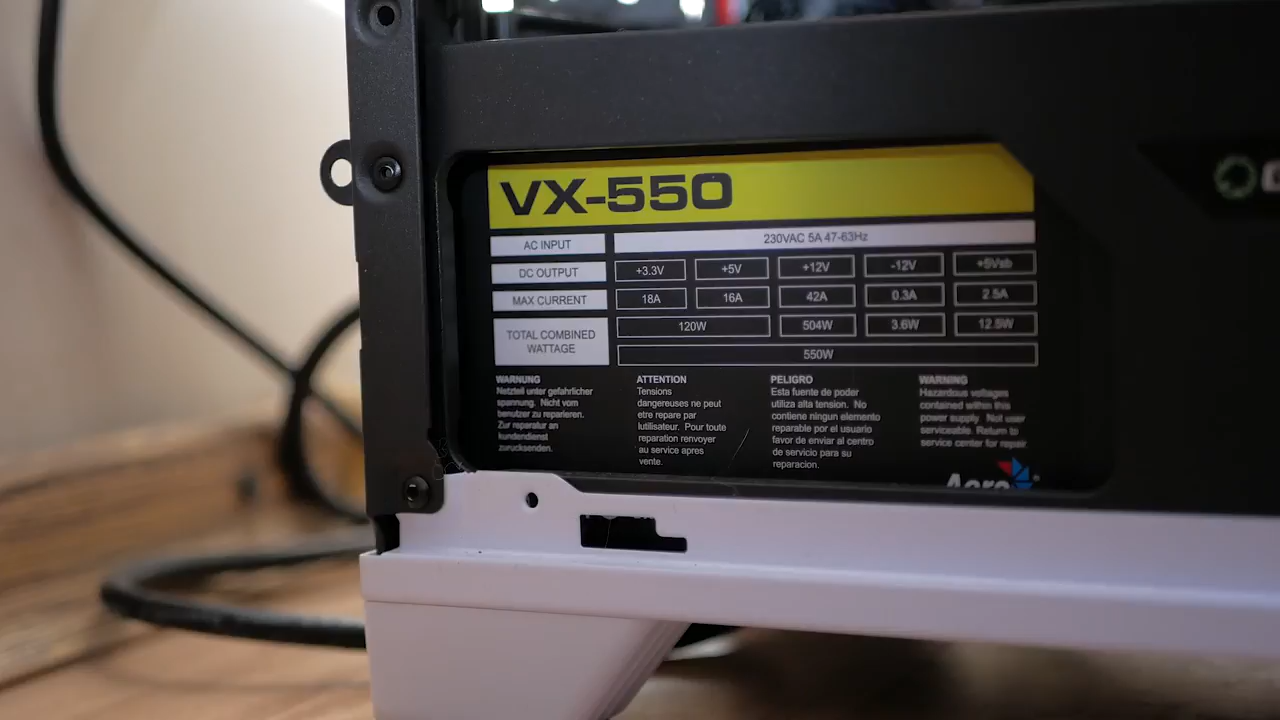 VX-550
AC INPUT 230VAC 5A 47-63Hz
DC OUTPUT +3.3V +5V +12V -12V +5Vsb
MAX CURRENT 18A 16A 42A 0.3A 2.5A
TOTAL COMBINED WATTAGE 120W 504W 3.6W 12.5W
550W
WARNUNG
Netzteil unter gefahrlicher
spannung. Nicht vom
benutzer zu reparieren.
Zur reparatur an
kundendienst
zurucksenden.
ATTENTION
Tensions
dangereuses ne peut
etre repare par
lutilisateur. Pour toute
reparation renvoyer
au service apres
vente.
PELIGRO
Esta fuente de poder
utiliza alta tension. No
contiene ningun elemento
reparable por el usuario
favor de enviar al centro
de servicio para su
reparacion.
WARNING
Hazardous voltages
contained within this
power supply. Not user
serviceable. Return to
service center for repair
Aero